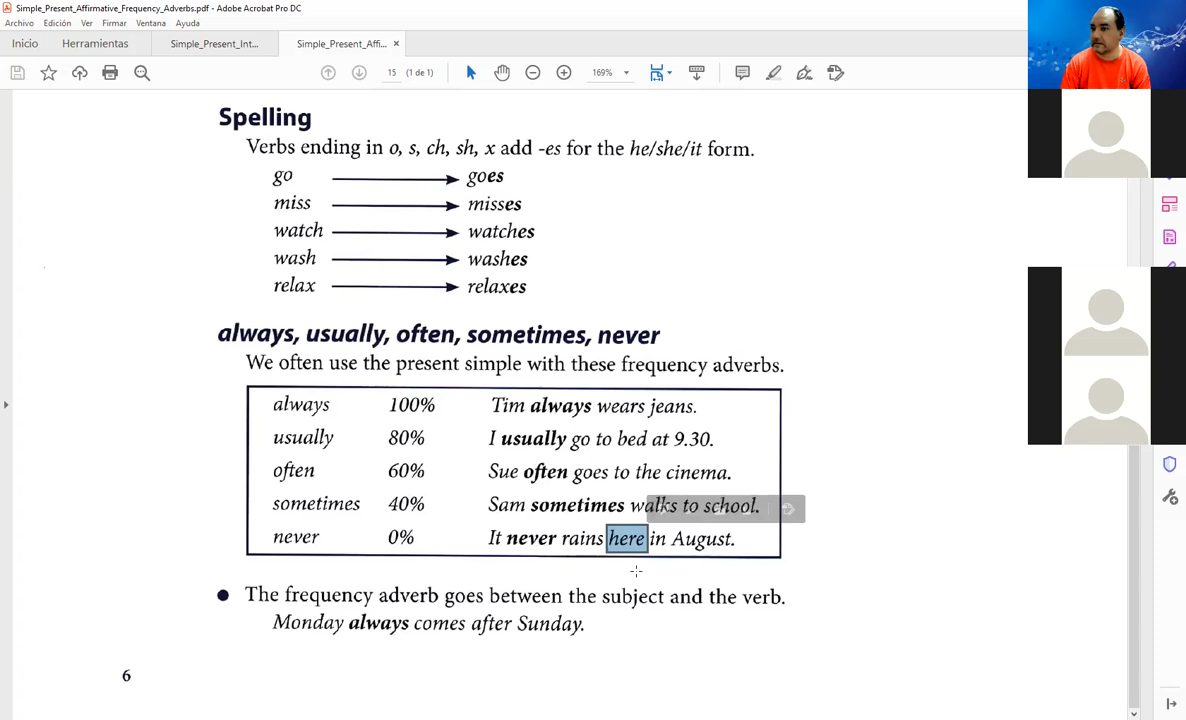 Simple_Present_Affirmative_Frequency_Adverbs.pdf - Adobe Acrobat Pro DC
Archivo Edición Ver Firmar Ventana Ayuda
Inicio Herramientas Simple_Present_Int... Simple_Present_Affi... ×
15 (1 de 1) 169%
Spelling
Verbs ending in o, s, ch, sh, x add -es for the he/she/it form.
go goes
miss misses
watch watches
wash washes
relax relaxes
always, usually, often, sometimes, never
We often use the present simple with these frequency adverbs.
always 100% Tim always wears jeans.
usually 80% I usually go to bed at 9.30.
often 60% Sue often goes to the cinema.
sometimes 40% Sam sometimes walks to school.
never 0% It never rains here in August.
● The frequency adverb goes between the subject and the verb.
Monday always comes after Sunday.
6